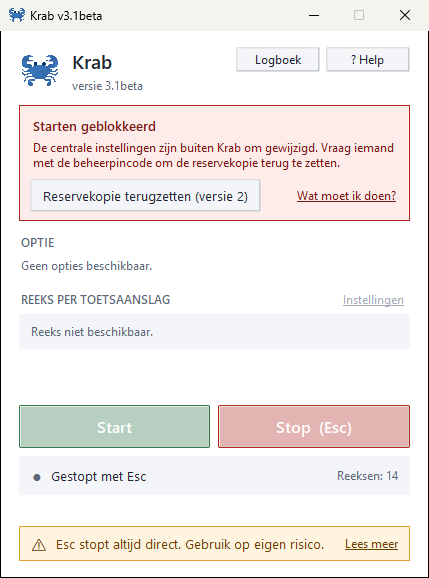 Krab v3.1beta
Krab
versie 3.1beta
Logboek
? Help
Starten geblokkeerd
De centrale instellingen zijn buiten Krab om gewijzigd. Vraag iemand
met de beheerpincode om de reservekopie terug te zetten.
Reservekopie terugzetten (versie 2)
Wat moet ik doen?
OPTIE
Geen opties beschikbaar.
REEKS PER TOETSAANSLAG
Instellingen
Reeks niet beschikbaar.
Start
Stop (Esc)
Gestopt met Esc
Reeksen: 14
Esc stopt altijd direct. Gebruik op eigen risico.
Lees meer